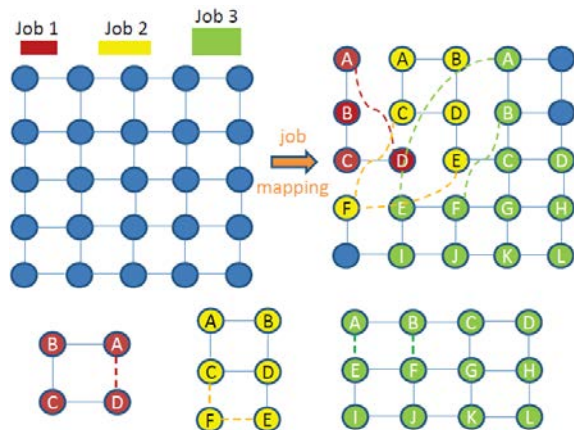 Job 1 Job 2 Job 3
job
mapping
A A B A
B C D B
C D E C D
F E F G H
I J K L
B A
C D
A B
C D
F E
A B C D
E F G H
I J K L